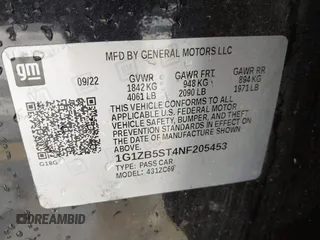 gm
MFD BY GENERAL MOTORS LLC
09/22
GVWR GAWR FRT. GAWR RR
1842 KG 948 KG 894 KG
4061 LB 2090 LB 1971 LB
THIS VEHICLE CONFORMS TO ALL
APPLICABLE U.S. FEDERAL MOTOR
VEHICLE SAFETY, BUMPER, AND THEFT
PREVENTION STANDARDS IN EFFECT ON THE
DATE OF MANUFACTURE SHOWN ABOVE.
1G1ZB5ST4NF205453
TYPE: PASS CAR
MODEL: 431ZC69
DREAMBID